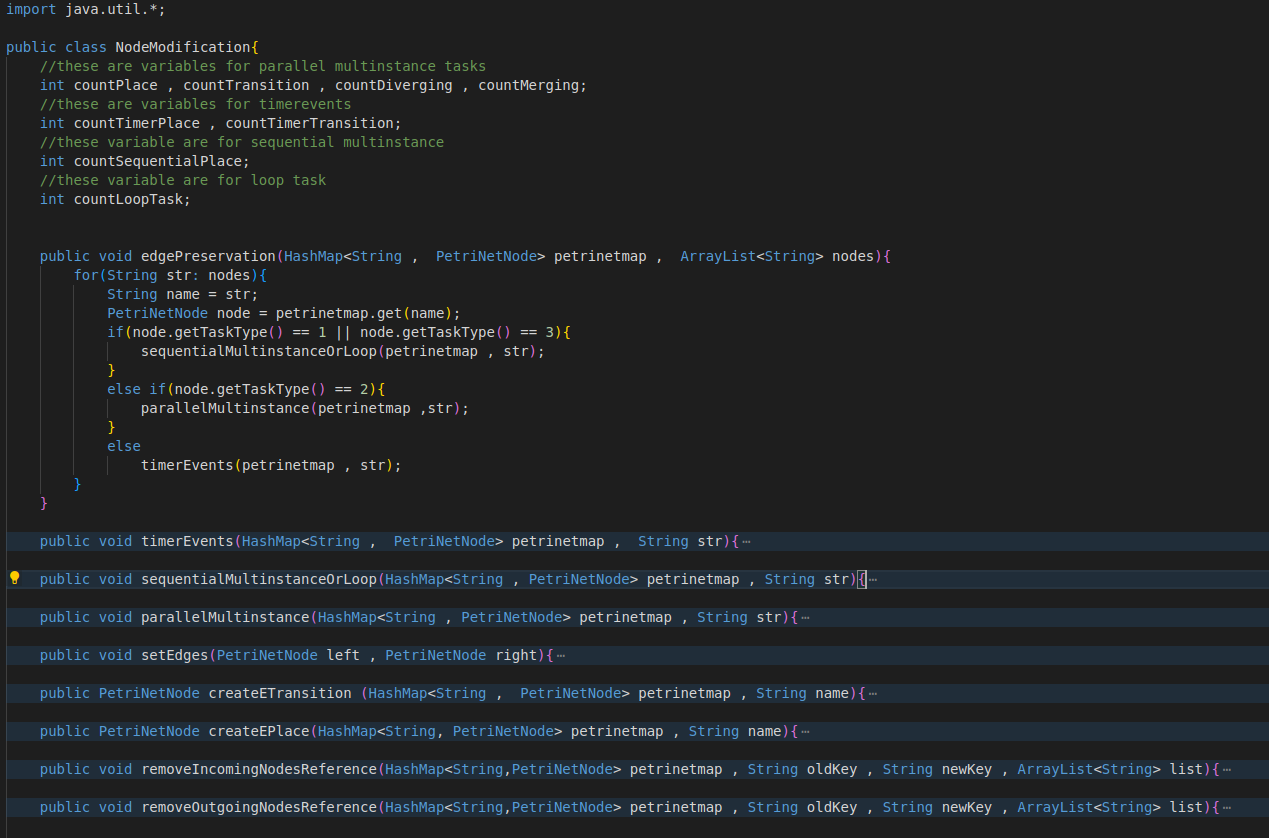 import java.util.*;
public class NodeModification{
//these are variables for parallel multinstance tasks
int countPlace , countTransition , countDiverging , countMerging;
//these are variables for timerevents
int countTimerPlace , countTimerTransition;
//these variable are for sequential multinstance
int countSequentialPlace;
//these variable are for loop task
int countLoopTask;
public void edgePreservation(HashMap<String ,  PetriNetNode> petrinetmap ,  ArrayList<String> nodes){
for(String str: nodes){
String name = str;
PetriNetNode node = petrinetmap.get(name);
if(node.getTaskType() == 1 || node.getTaskType() == 3){
sequentialMultinstanceOrLoop(petrinetmap , str);
}
else if(node.getTaskType() == 2){
parallelMultinstance(petrinetmap ,str);
}
else
timerEvents(petrinetmap , str);
}
}
public void timerEvents(HashMap<String ,  PetriNetNode> petrinetmap ,  String str){⋯
public void sequentialMultinstanceOrLoop(HashMap<String , PetriNetNode> petrinetmap , String str){⋯
public void parallelMultinstance(HashMap<String , PetriNetNode> petrinetmap , String str){⋯
public void setEdges(PetriNetNode left , PetriNetNode right){⋯
public PetriNetNode createETransition (HashMap<String ,  PetriNetNode> petrinetmap , String name){⋯
public PetriNetNode createEPlace(HashMap<String, PetriNetNode> petrinetmap , String name){⋯
public void removeIncomingNodesReference(HashMap<String,PetriNetNode> petrinetmap , String oldKey , String newKey , ArrayList<String> list){⋯
public void removeOutgoingNodesReference(HashMap<String,PetriNetNode> petrinetmap , String oldKey , String newKey , ArrayList<String> list){⋯